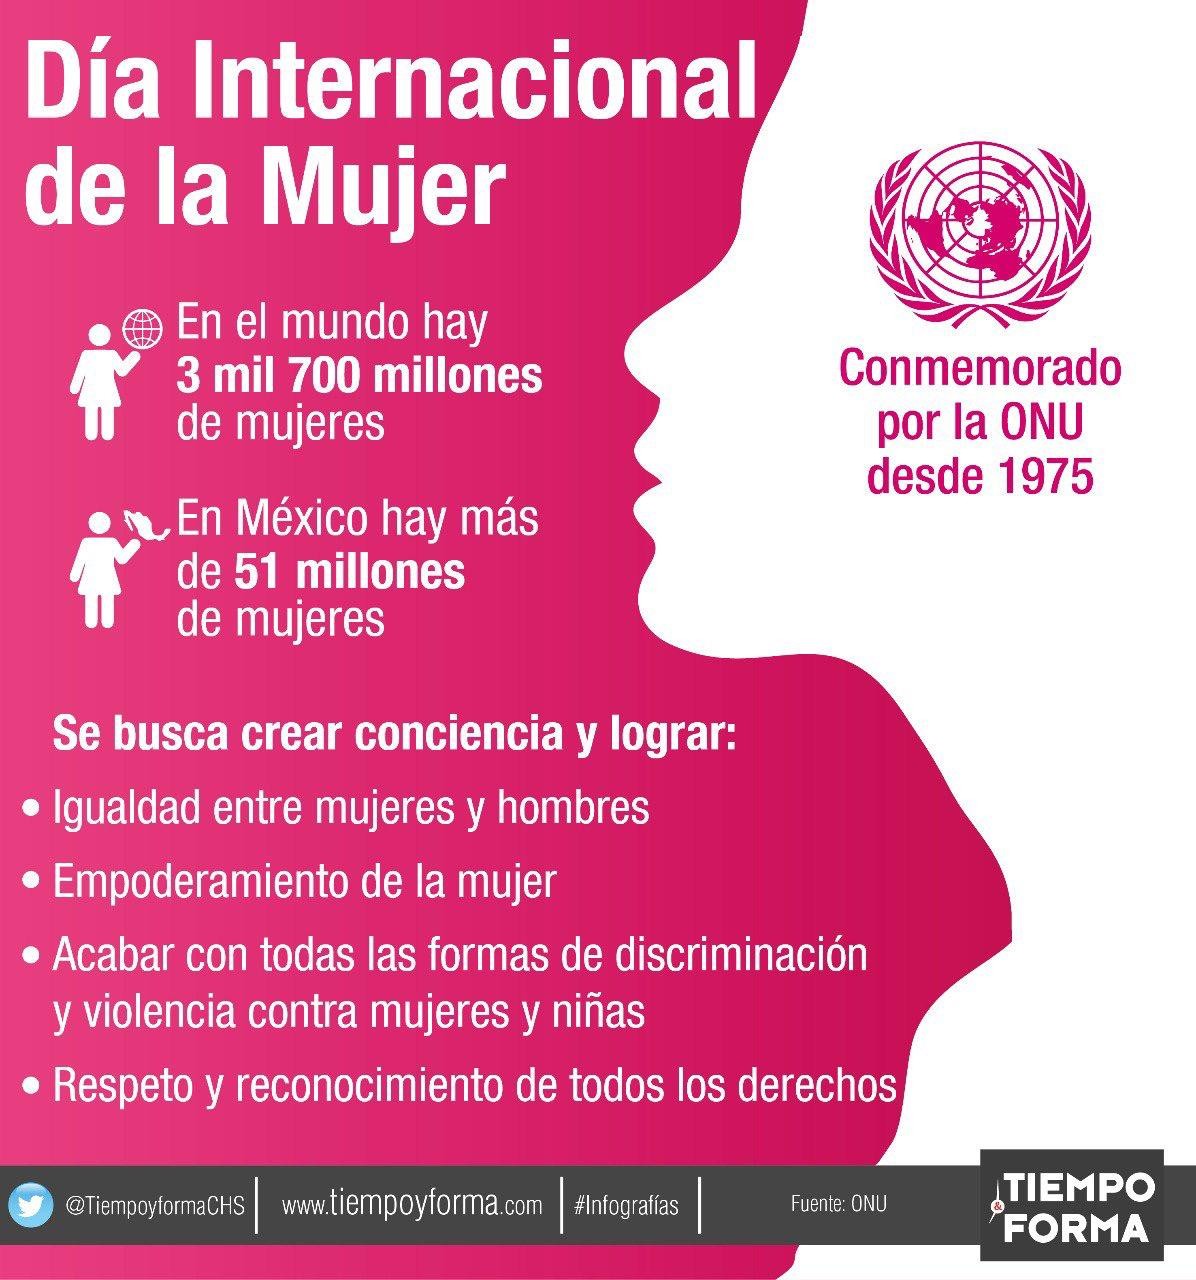 Día Internacional
de la Mujer
En el mundo hay
3 mil 700 millones
de mujeres
En México hay más
de 51 millones
de mujeres
Conmemorado
por la ONU
desde 1975
Se busca crear conciencia y lograr:
• Igualdad entre mujeres y hombres
• Empoderamiento de la mujer
• Acabar con todas las formas de discriminación
y violencia contra mujeres y niñas
• Respeto y reconocimiento de todos los derechos
@TiempoyformaCHS | www.tiempoyforma.com | #Infografías | Fuente: ONU
TIEMPO
& FORMA